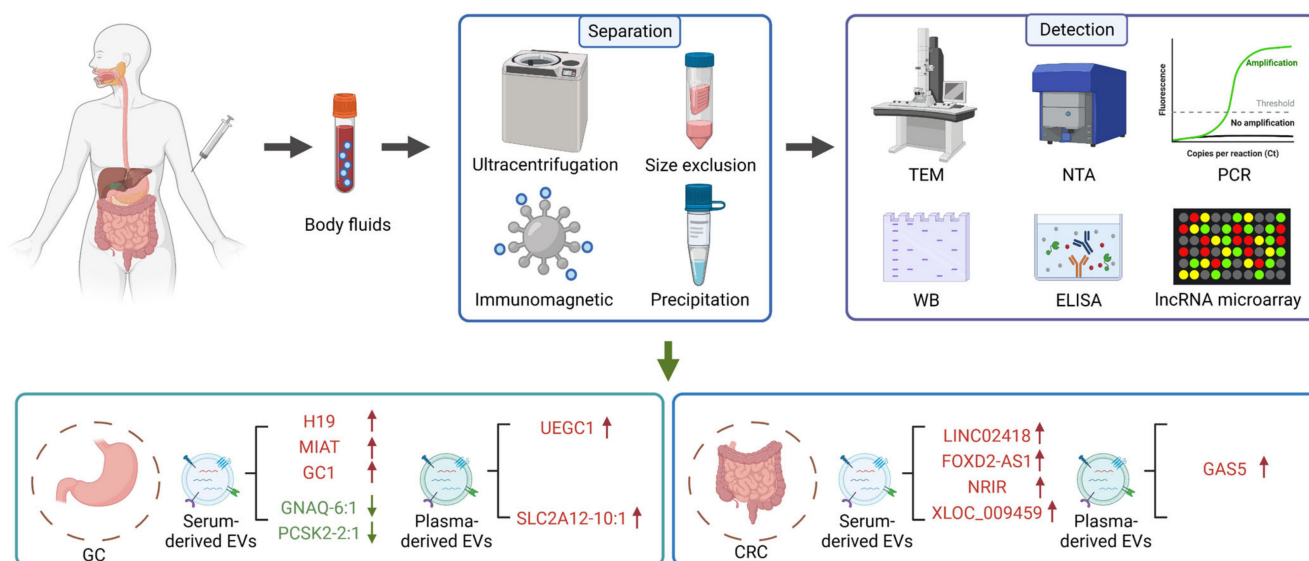 Separation
Detection
Ultracentrifugation
Size exclusion
Immunomagnetic
Precipitation
Body fluids
TEM
NTA
Fluorescence
Amplification
Threshold
No amplification
Copies per reaction (Ct)
PCR
WB
ELISA
lncRNA microarray
GC
Serum-
derived EVs
H19
MIAT
GC1
GNAQ-6:1
PCSK2-2:1
Plasma-
derived EVs
UEGC1
SLC2A12-10:1
CRC
Serum-
derived EVs
LINC02418
FOXD2-AS1
NRIR
XLOC_009459
Plasma-
derived EVs
GAS5